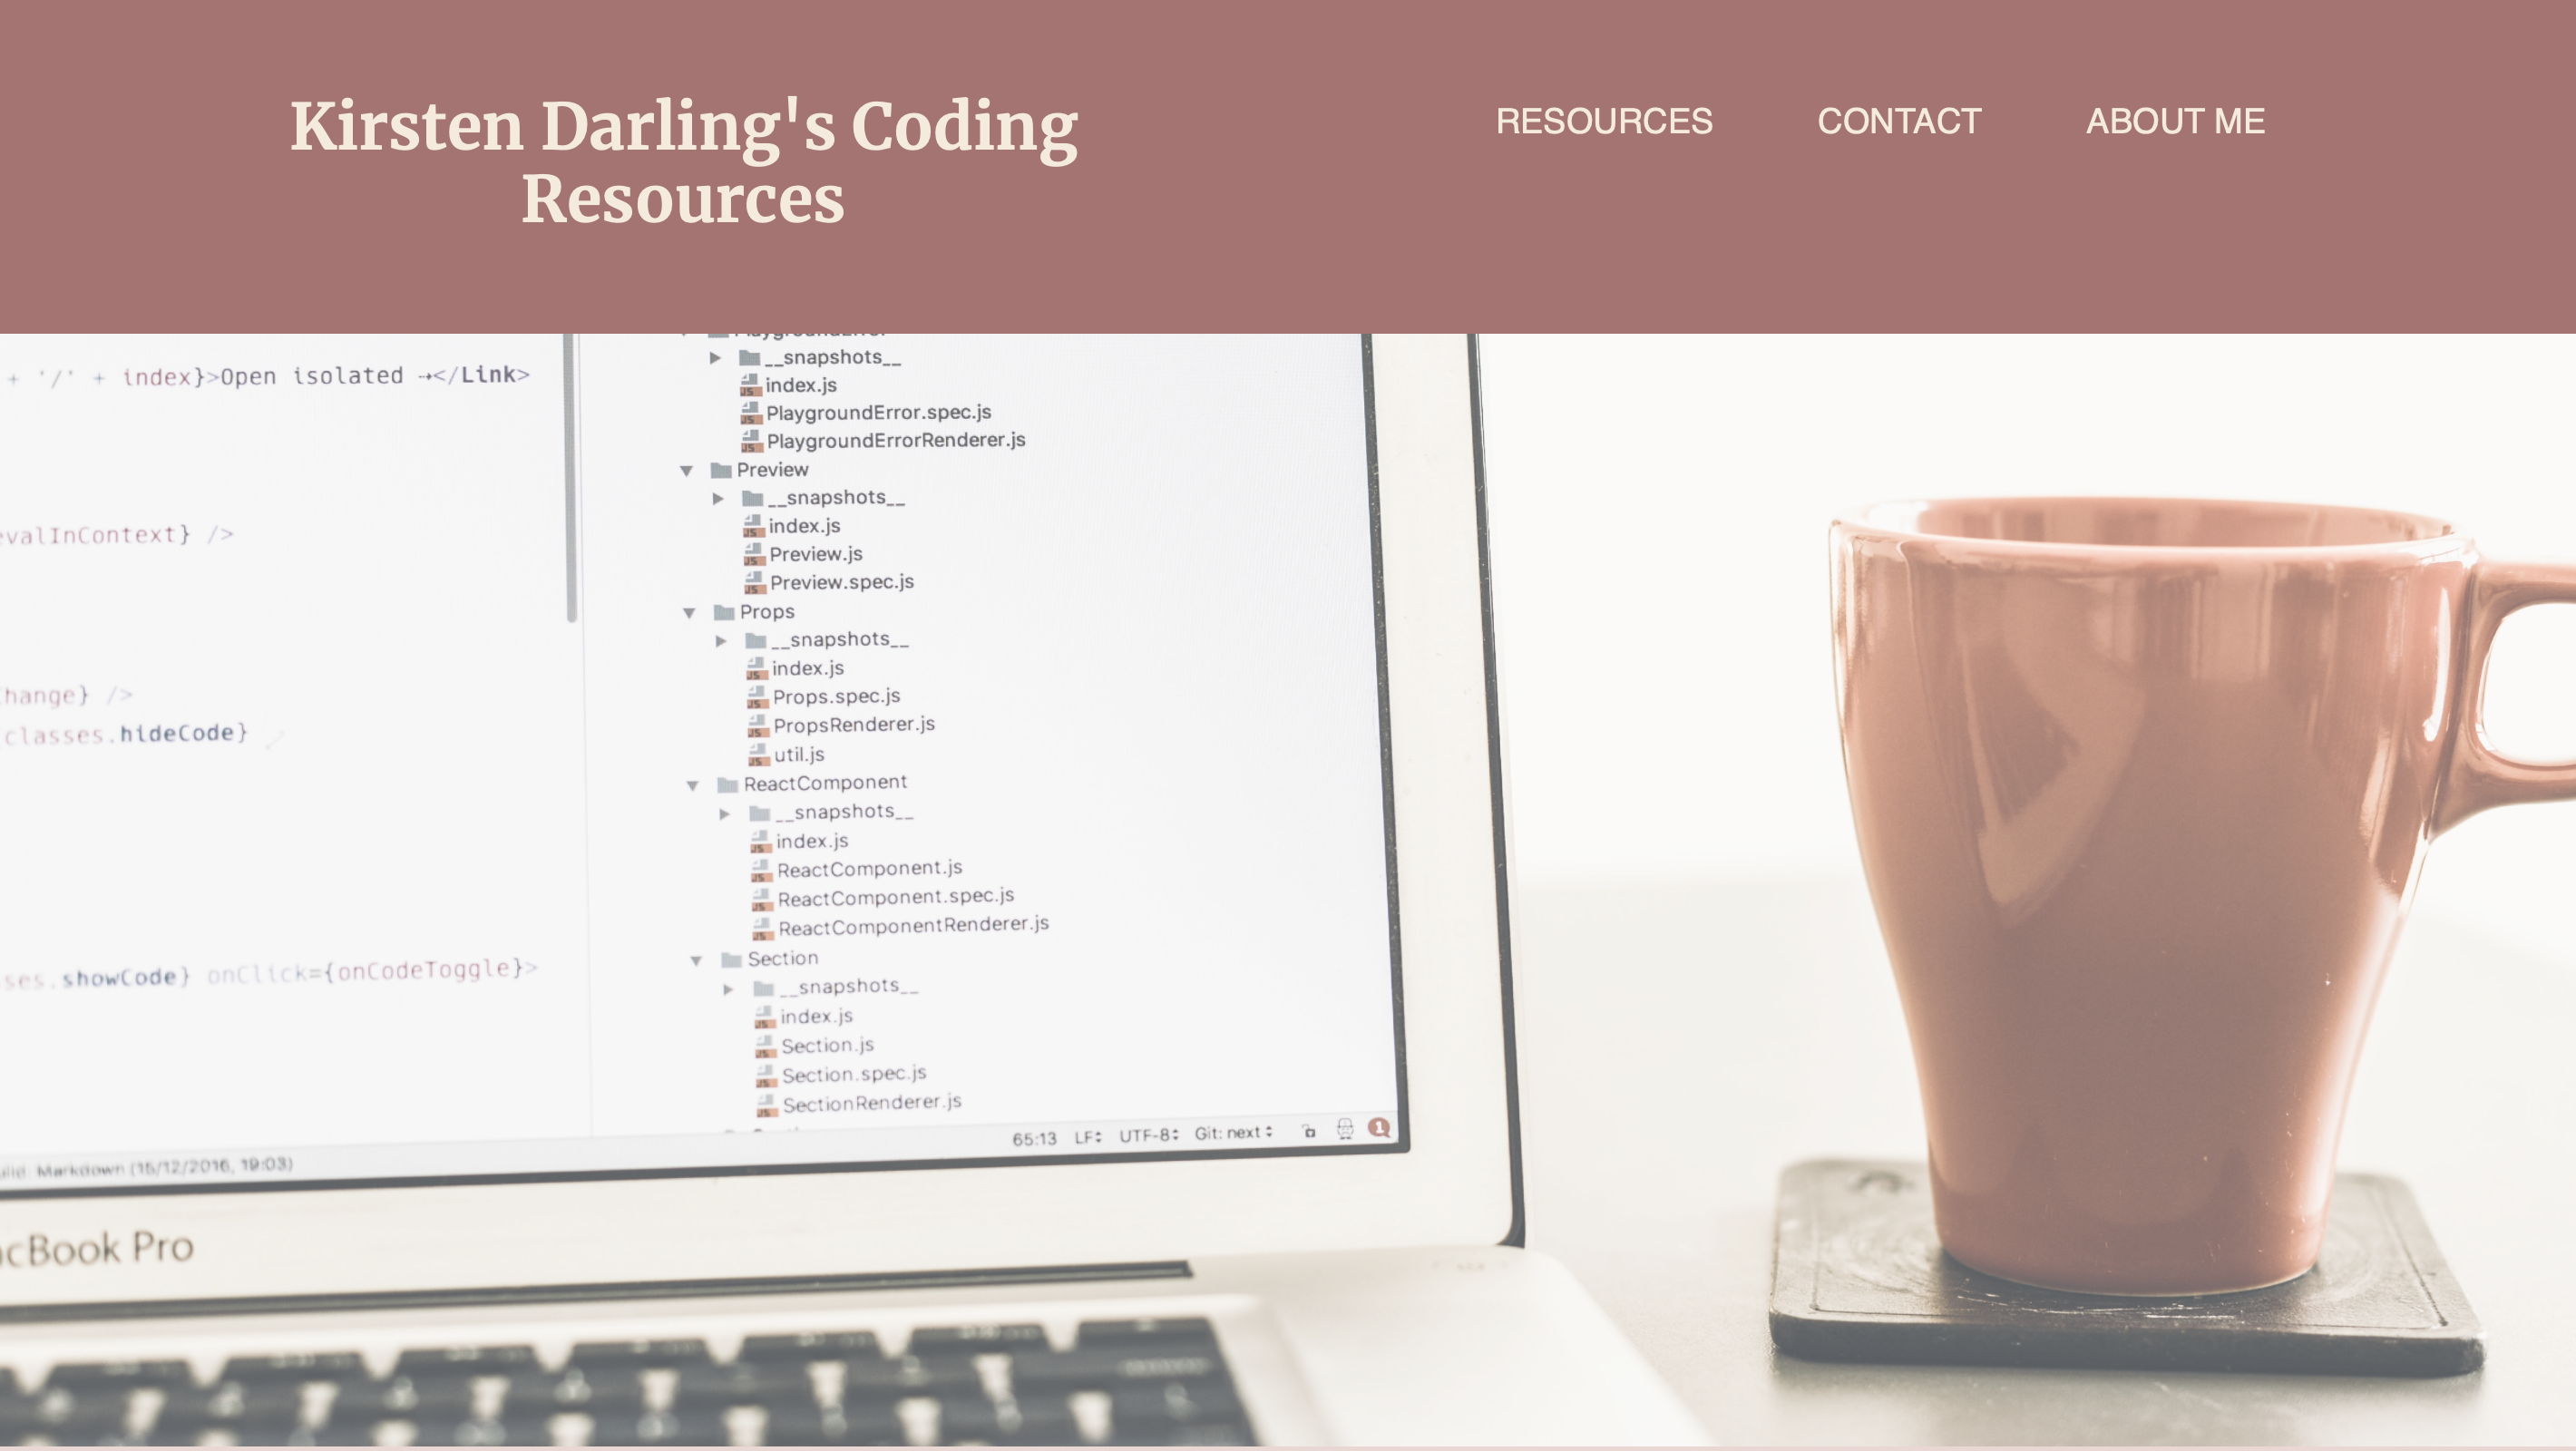 Kirsten Darling's Coding
Resources
RESOURCES
CONTACT
ABOUT ME
+ '/' + index}>Open isolated →</Link>
evalInContext} />
hange} />
classes.hideCode}
ses.showCode} onClick={onCodeToggle}>
__snapshots__
index.js
PlaygroundError.spec.js
PlaygroundErrorRenderer.js
Preview
__snapshots__
index.js
Preview.js
Preview.spec.js
Props
__snapshots__
index.js
Props.spec.js
PropsRenderer.js
util.js
ReactComponent
__snapshots__
index.js
ReactComponent.js
ReactComponent.spec.js
ReactComponentRenderer.js
Section
__snapshots__
index.js
Section.js
Section.spec.js
SectionRenderer.js
65:13 LF UTF-8 Git: next 1
Markdown (15/12/2016, 19:03)
cBook Pro